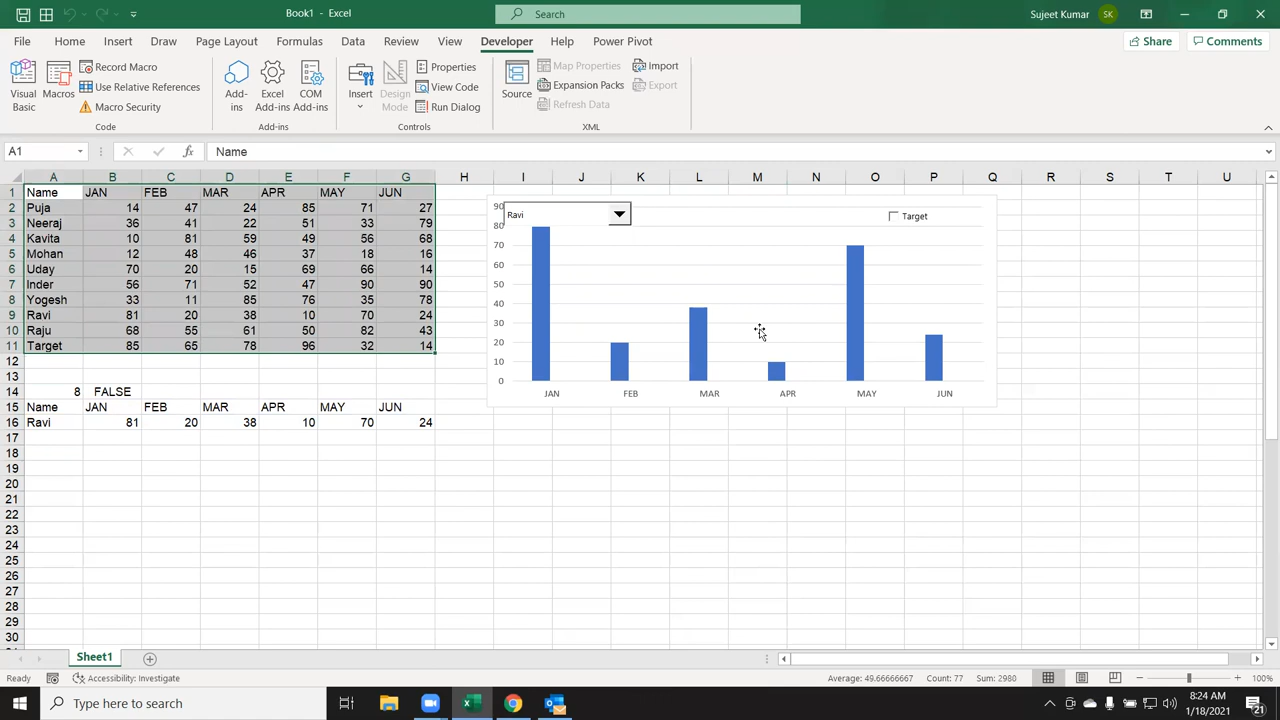 Book1 - Excel
Search
Sujeet Kumar
SK
File Home Insert Draw Page Layout Formulas Data Review View Developer Help Power Pivot
Share Comments
Visual Basic
Macros
Record Macro
Use Relative References
Macro Security
Code
Add-ins
Excel Add-ins
COM Add-ins
Add-ins
Insert
Design Mode
Properties
View Code
Run Dialog
Controls
Source
Map Properties
Expansion Packs
Refresh Data
Import
Export
XML
A1
fx
Name
A B C D E F G H I J K L M N O P Q R S T U
1 Name JAN FEB MAR APR MAY JUN
2 Puja 14 47 24 85 71 27
3 Neeraj 36 41 22 51 33 79
4 Kavita 10 81 59 49 56 68
5 Mohan 12 48 46 37 18 16
6 Uday 70 20 15 69 66 14
7 Inder 56 71 52 47 90 90
8 Yogesh 33 11 85 76 35 78
9 Ravi 81 20 38 10 70 24
10 Raju 68 55 61 50 82 43
11 Target 85 65 78 96 32 14
12
13
14 8 FALSE
15 Name JAN FEB MAR APR MAY JUN
16 Ravi 81 20 38 10 70 24
17
18
19
20
21
22
23
24
25
26
27
28
29
30
Ravi
Target
90
80
70
60
50
40
30
20
10
0
JAN FEB MAR APR MAY JUN
Sheet1
Ready
Accessibility: Investigate
Average: 49.66666667 Count: 77 Sum: 2980
100%
Type here to search
8:24 AM
1/18/2021
21